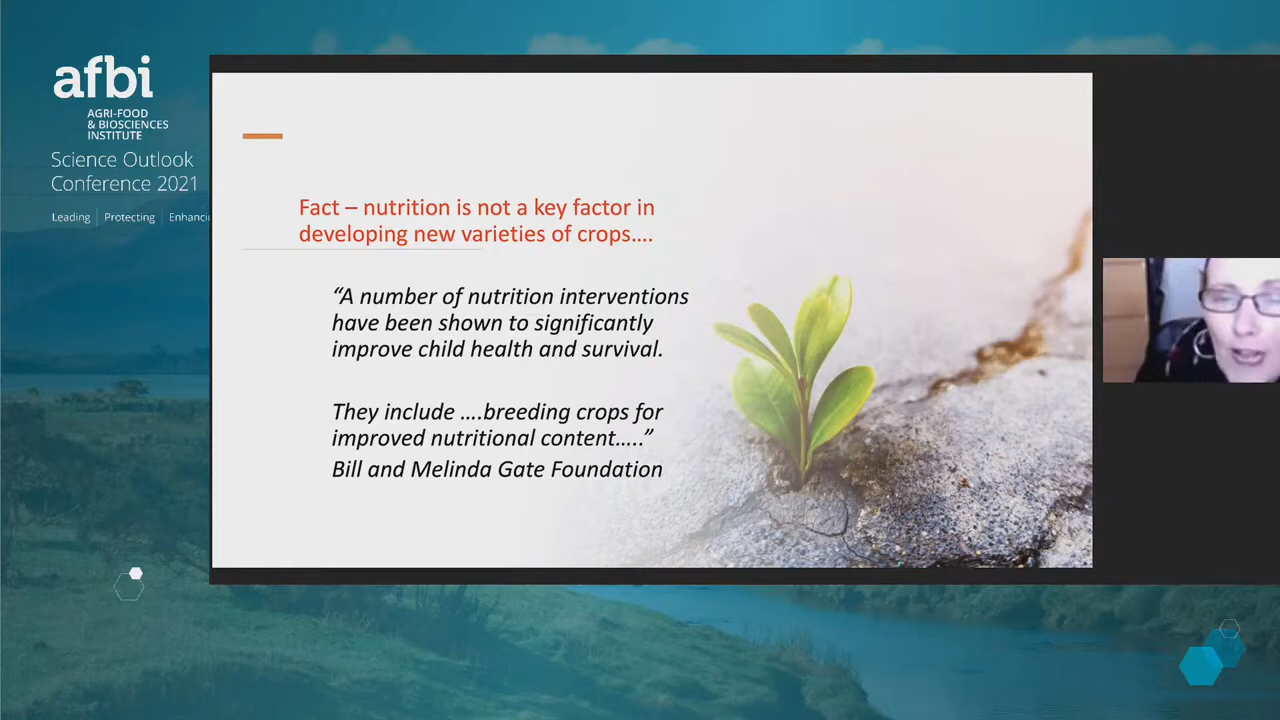 afbi
AGRI-FOOD
& BIOSCIENCES
INSTITUTE
Science Outlook
Conference 2021
Leading
Protecting
Enhancin
Fact – nutrition is not a key factor in
developing new varieties of crops....
“A number of nutrition interventions
have been shown to significantly
improve child health and survival.
They include ....breeding crops for
improved nutritional content.....”
Bill and Melinda Gate Foundation